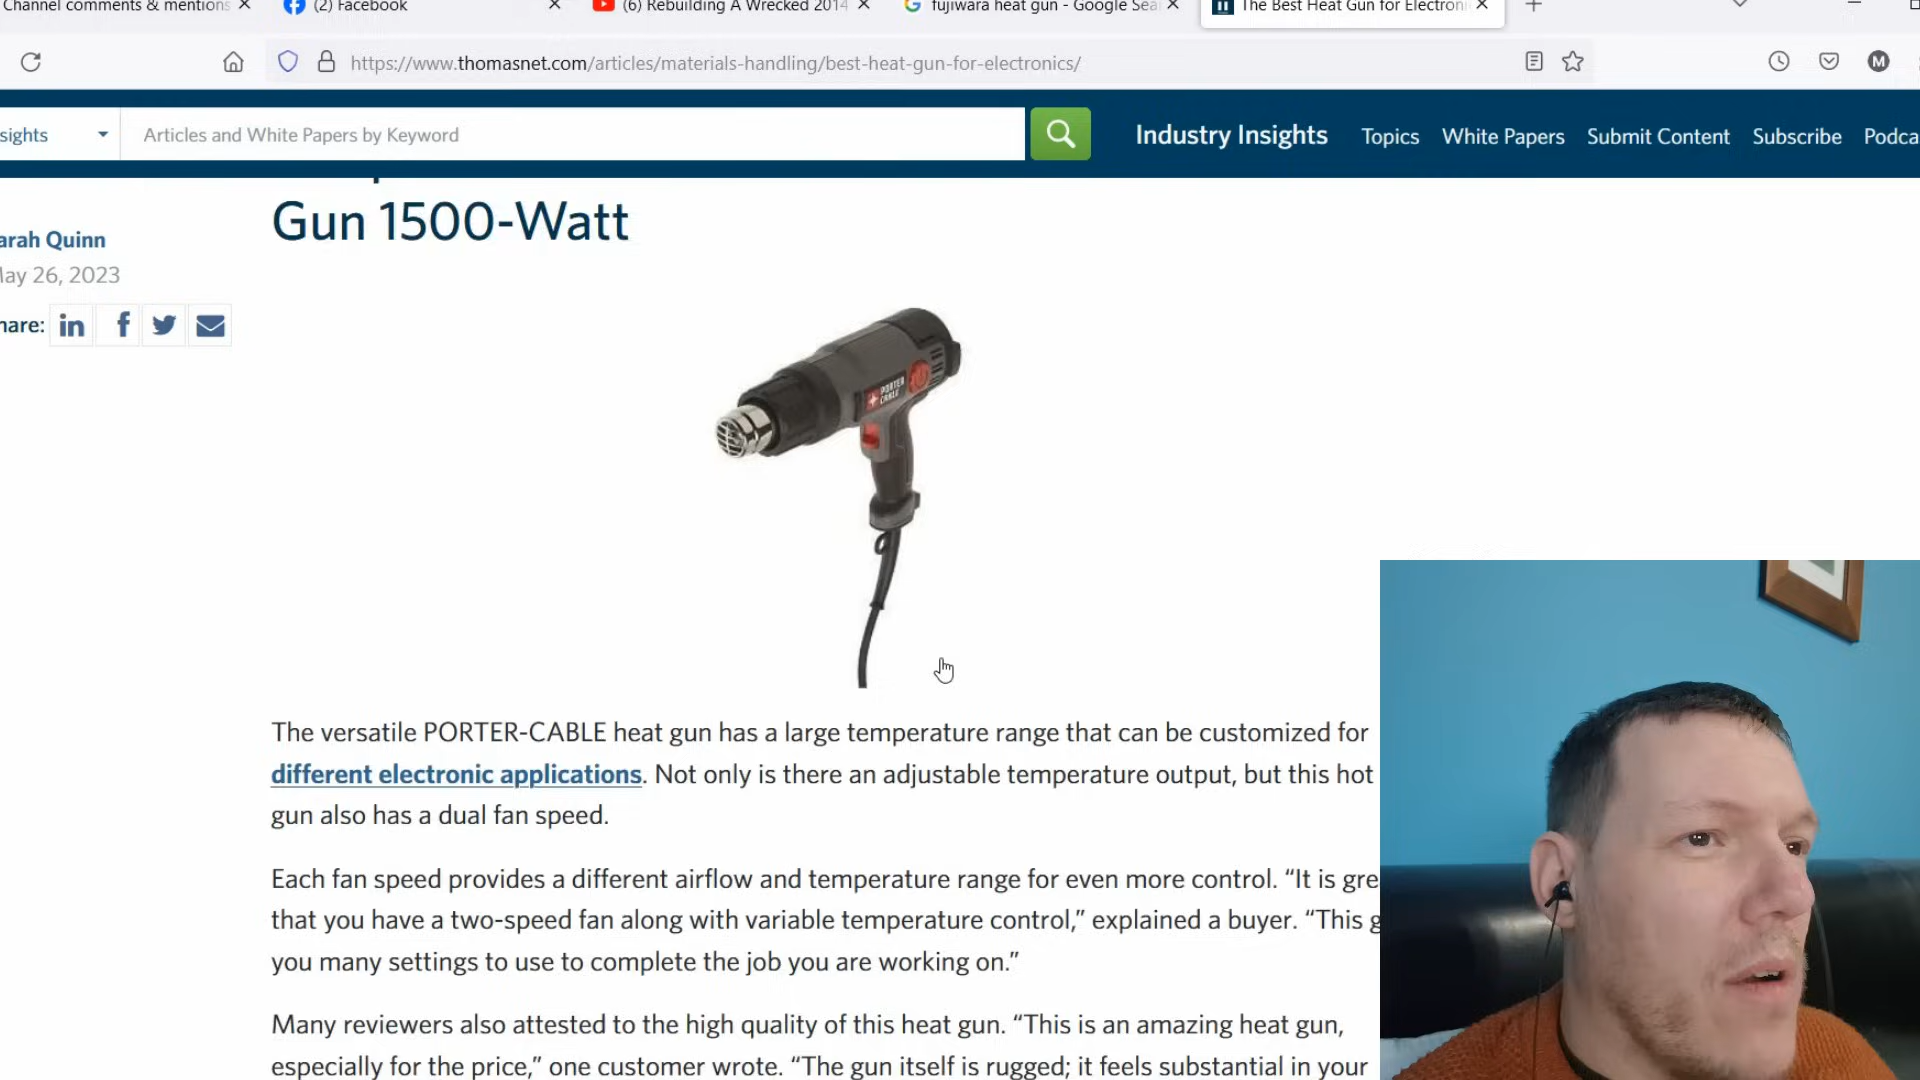 Channel comments & mentions
(2) Facebook
(6) Rebuilding A Wrecked 2014
fujiwara heat gun - Google Sea
The Best Heat Gun for Electroni
https://www.thomasnet.com/articles/materials-handling/best-heat-gun-for-electronics/
M
sights
Articles and White Papers by Keyword
Industry Insights
Topics
White Papers
Submit Content
Subscribe
Podca
Gun 1500-Watt
arah Quinn
May 26, 2023
hare:
PORTER
CABLE
The versatile PORTER-CABLE heat gun has a large temperature range that can be customized for
different electronic applications. Not only is there an adjustable temperature output, but this hot
gun also has a dual fan speed.
Each fan speed provides a different airflow and temperature range for even more control. “It is gre
that you have a two-speed fan along with variable temperature control,” explained a buyer. “This g
you many settings to use to complete the job you are working on.”
Many reviewers also attested to the high quality of this heat gun. “This is an amazing heat gun,
especially for the price,” one customer wrote. “The gun itself is rugged; it feels substantial in your